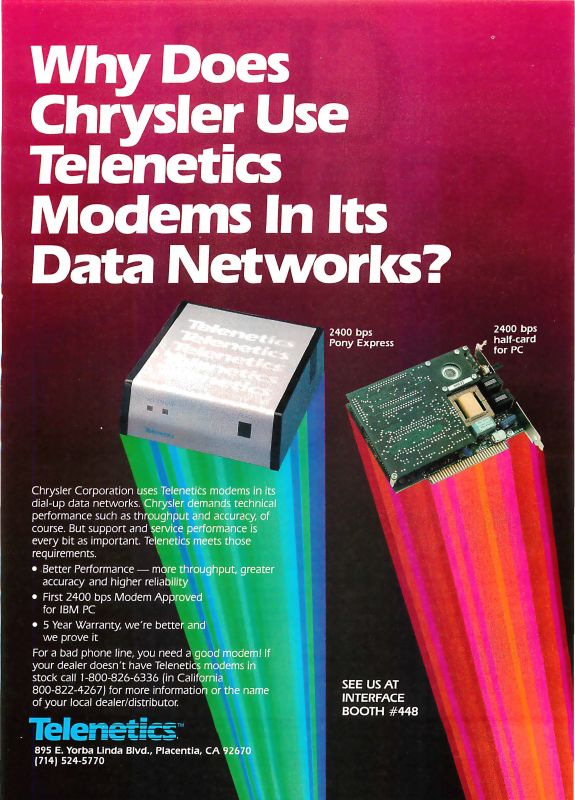 Why Does
Chrysler Use
Telenetics
Modems In Its
Data Networks?
2400 bps
Pony Express
2400 bps
half-card
for PC
Telenetics
Telenetics
Telenetics
Telenetics
Telenetics
Telenetics
Chrysler Corporation uses Telenetics modems in its
dial-up data networks. Chrysler demands technical
performance such as throughput and accuracy, of
course. But support and service performance is
every bit as important. Telenetics meets those
requirements.
• Better Performance — more throughput, greater
accuracy and higher reliability
• First 2400 bps Modem Approved
for IBM PC
• 5 Year Warranty, we're better and
we prove it
For a bad phone line, you need a good modem! If
your dealer doesn't have Telenetics modems in
stock call 1-800-826-6336 (in California
800-822-4267) for more information or the name
of your local dealer/distributor.
SEE US AT
INTERFACE
BOOTH #448
Telenetics™
895 E. Yorba Linda Blvd., Placentia, CA 92670
(714) 524-5770